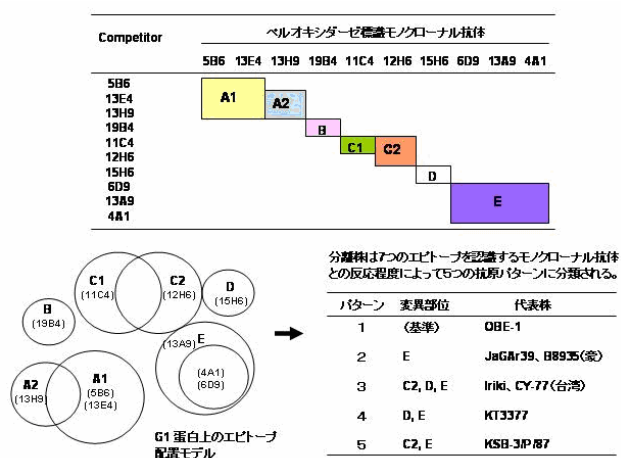 Competitor
ペルオキシダーゼ標識モノクローナル抗体
5B6 13E4 13H9 19B4 11C4 12H6 15H6 6D9 13A9 4A1
5B6
13E4
13H9
19B4
11C4
12H6
15H6
6D9
13A9
4A1
A1
A2
B
C1
C2
D
E
C1
(11C4)
C2
(12H6)
D
(15H6)
B
(19B4)
E
(13A9)
(4A1)
(6D9)
A2
(13H9)
A1
(5B6)
(13E4)
G1 蛋白上のエピトープ
配置モデル
分離株は7つのエピトープを認識するモノクローナル抗体
との反応程度によって5つの抗原パターンに分類される。
パターン 変異部位 代表株
1 (基準) OBE-1
2 E JaGAr39、B8935(豪)
3 C2, D, E Iriki、CY-77(台湾)
4 D, E KT3377
5 C2, E KSB-3/P/87